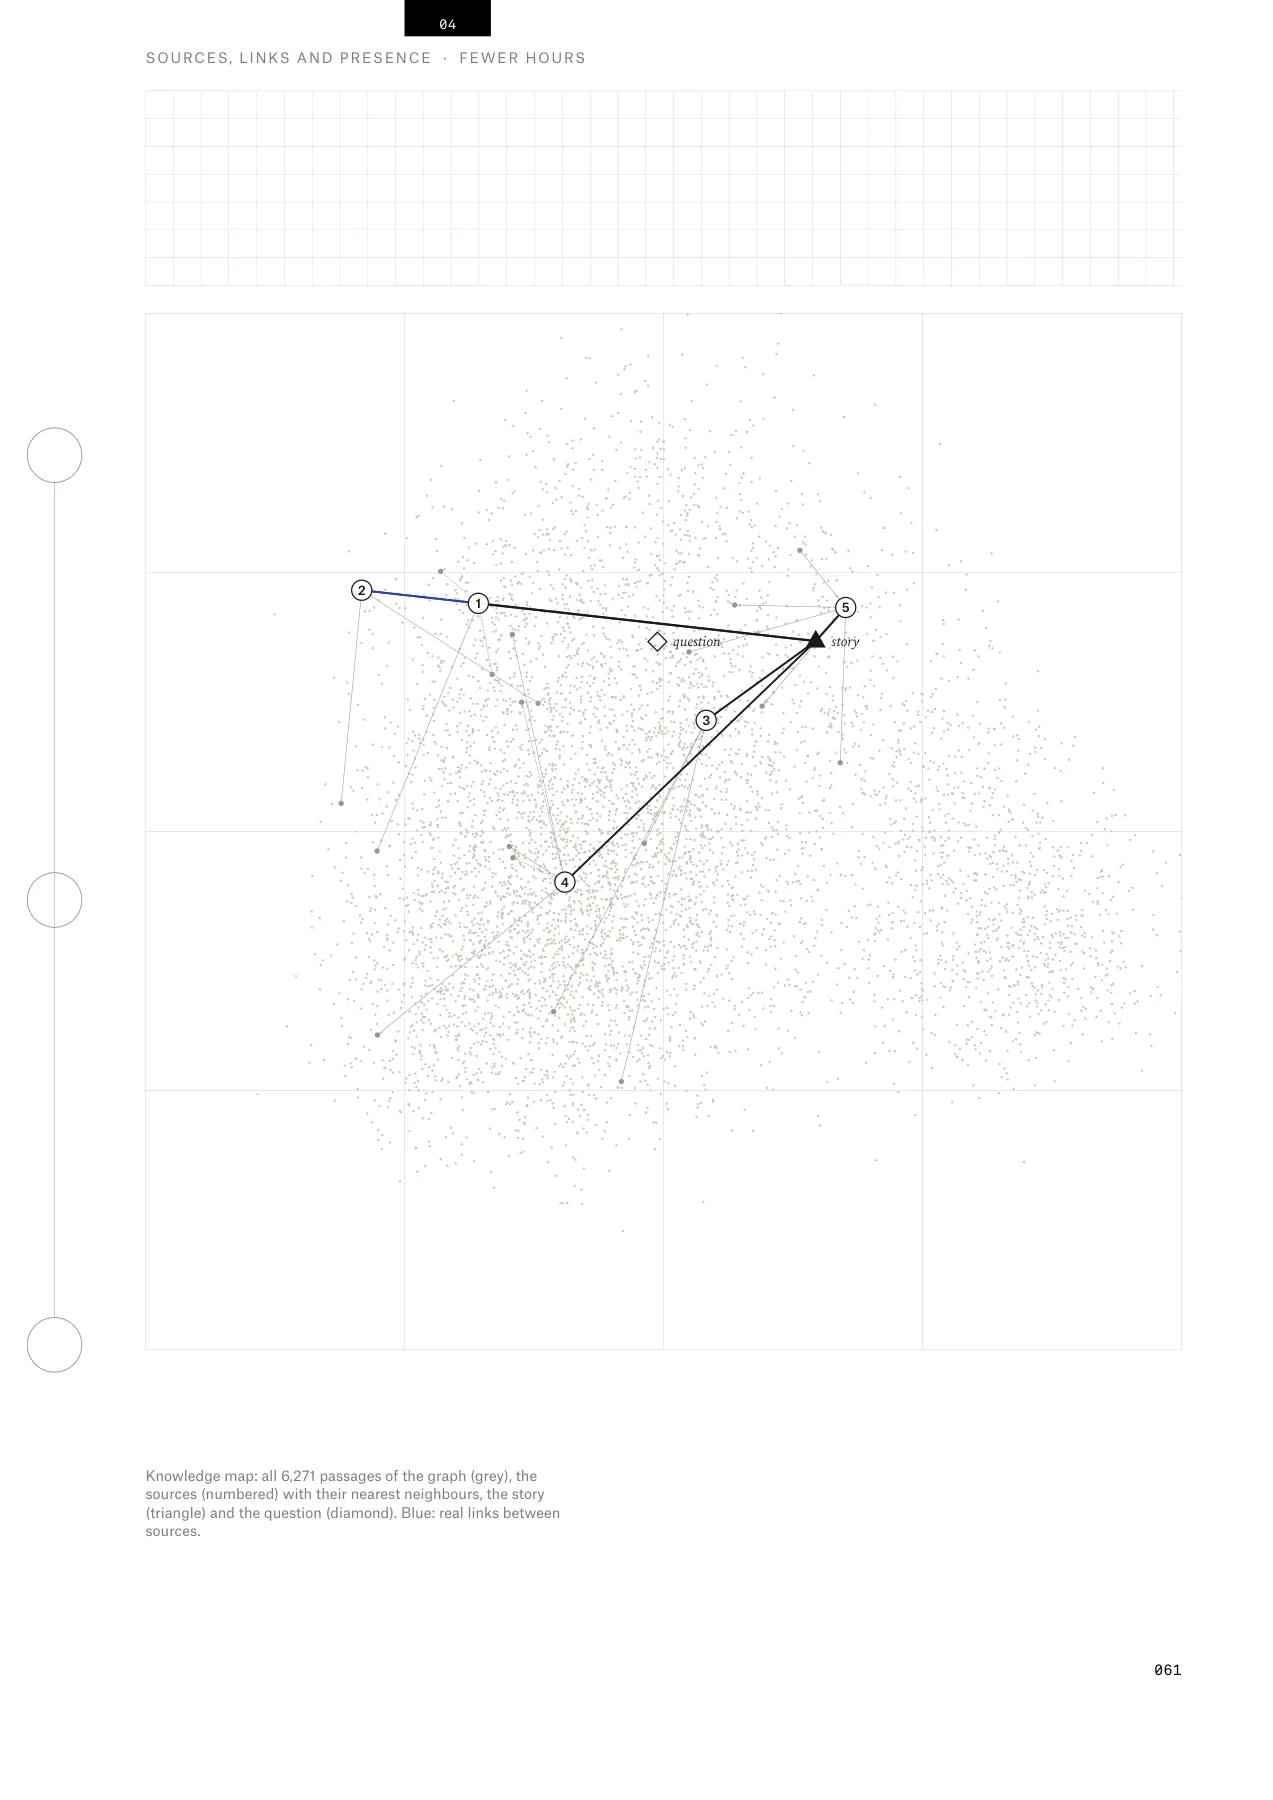 04
SOURCES, LINKS AND PRESENCE · FEWER HOURS
2
1
5
question
story
3
4
Knowledge map: all 6,271 passages of the graph (grey), the
sources (numbered) with their nearest neighbours, the story
(triangle) and the question (diamond). Blue: real links between
sources.
061